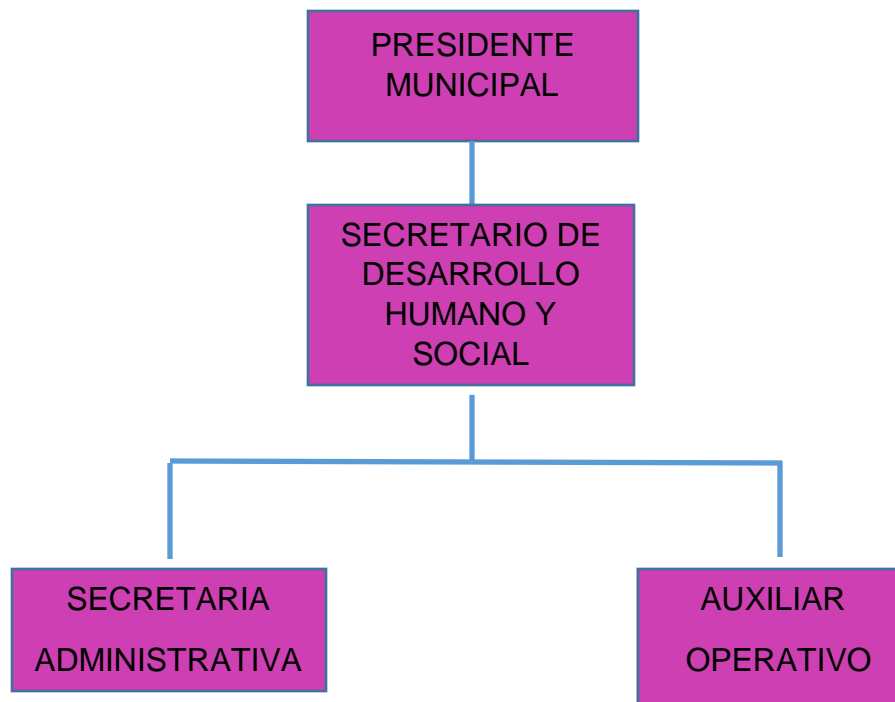 PRESIDENTE
MUNICIPAL
SECRETARIO DE
DESARROLLO
HUMANO Y
SOCIAL
SECRETARIA
ADMINISTRATIVA
AUXILIAR
OPERATIVO